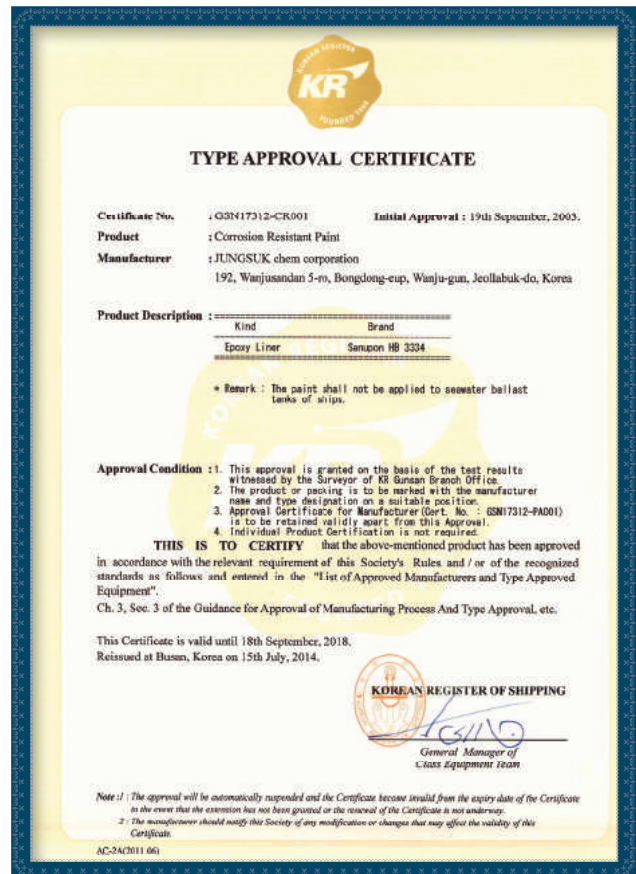 KOREAN REGISTER
KR
FOUNDED 1960
TYPE APPROVAL CERTIFICATE
Certificate No. : GSN17312-CR001 Initial Approval : 19th September, 2003.
Product : Corrosion Resistant Paint
Manufacturer : JUNGSUK chem corporation
192, Wanjusandan 5-ro, Bongdong-eup, Wanju-gun, Jeollabuk-do, Korea
Product Description :
Kind Brand
Epoxy Liner Sanupon HB 3334
* Remark : The paint shall not be applied to seawater ballast
tanks of ships.
Approval Condition : 1. This approval is granted on the basis of the test results
witnessed by the Surveyor of KR Gunsan Branch Office.
2. The product or packing is to be marked with the manufacturer
name and type designation on a suitable position.
3. Approval Certificate for Manufacturer(Cert. No. : GSN17312-PA001)
is to be retained validly apart from this Approval.
4. Individual Product Certification is not required.
THIS IS TO CERTIFY that the above-mentioned product has been approved
in accordance with the relevant requirement of this Society's Rules and / or of the recognized
standards as follows and entered in the "List of Approved Manufacturers and Type Approved
Equipment".
Ch. 3, Sec. 3 of the Guidance for Approval of Manufacturing Process And Type Approval, etc.
This Certificate is valid until 18th September, 2018.
Reissued at Busan, Korea on 15th July, 2014.
KOREAN REGISTER OF SHIPPING
General Manager of
Class Equipment Team
Note : 1 : The approval will be automatically suspended and the Certificate become invalid from the expiry date of the Certificate
in the event that the extension has not been granted or the renewal of the Certificate is not underway.
2 : The manufacturer should notify this Society of any modification or changes that may affect the validity of this
Certificate.
AC-2A(2011.06)